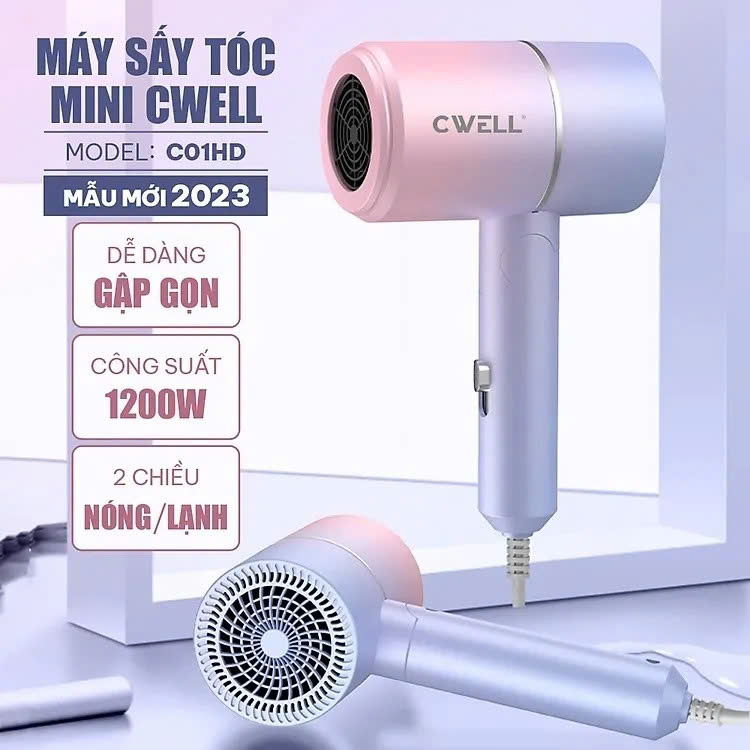 MÁY SẤY TÓC
MINI CWELL
MODEL: C01HD
MẪU MỚI 2023
DỄ DÀNG
GẬP GỌN
CÔNG SUẤT
1200W
2 CHIỀU
NÓNG/LẠNH
CWELL®